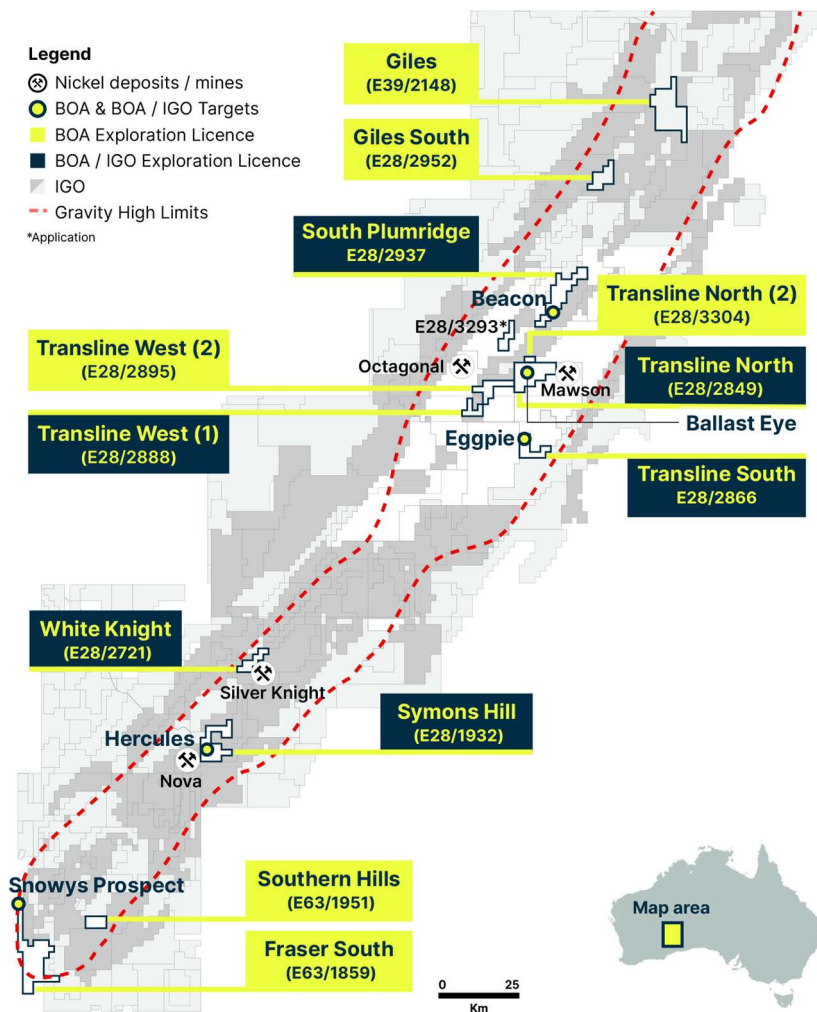 Legend
Nickel deposits / mines
BOA & BOA / IGO Targets
BOA Exploration Licence
BOA / IGO Exploration Licence
IGO
Gravity High Limits
*Application
Giles
(E39/2148)
Giles South
(E28/2952)
South Plumridge
E28/2937
Beacon
E28/3293*
Transline North (2)
(E28/3304)
Transline West (2)
(E28/2895)
Octagonal
Mawson
Transline North
(E28/2849)
Transline West (1)
(E28/2888)
Ballast Eye
Eggpie
Transline South
E28/2866
White Knight
(E28/2721)
Silver Knight
Symons Hill
(E28/1932)
Hercules
Nova
Snowys Prospect
Southern Hills
(E63/1951)
Fraser South
(E63/1859)
Map area
0 25
Km